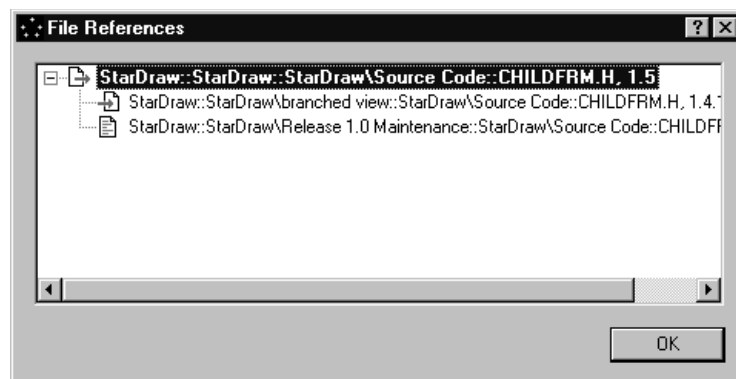 File References
StarDraw::StarDraw::StarDraw\Source Code::CHILDFRM.H, 1.5
StarDraw::StarDraw\branched view::StarDraw\Source Code::CHILDFRM.H, 1.4.
StarDraw::StarDraw\Release 1.0 Maintenance::StarDraw\Source Code::CHILDFR
OK